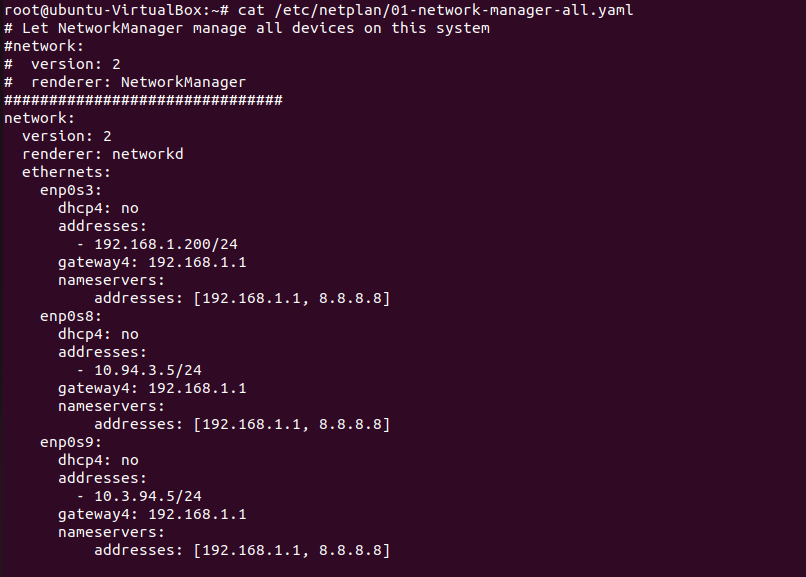 root@ubuntu-VirtualBox:~# cat /etc/netplan/01-network-manager-all.yaml
# Let NetworkManager manage all devices on this system
#network:
#  version: 2
#  renderer: NetworkManager
###############################
network:
  version: 2
  renderer: networkd
  ethernets:
    enp0s3:
      dhcp4: no
      addresses:
        - 192.168.1.200/24
      gateway4: 192.168.1.1
      nameservers:
          addresses: [192.168.1.1, 8.8.8.8]
    enp0s8:
      dhcp4: no
      addresses:
        - 10.94.3.5/24
      gateway4: 192.168.1.1
      nameservers:
          addresses: [192.168.1.1, 8.8.8.8]
    enp0s9:
      dhcp4: no
      addresses:
        - 10.3.94.5/24
      gateway4: 192.168.1.1
      nameservers:
          addresses: [192.168.1.1, 8.8.8.8]